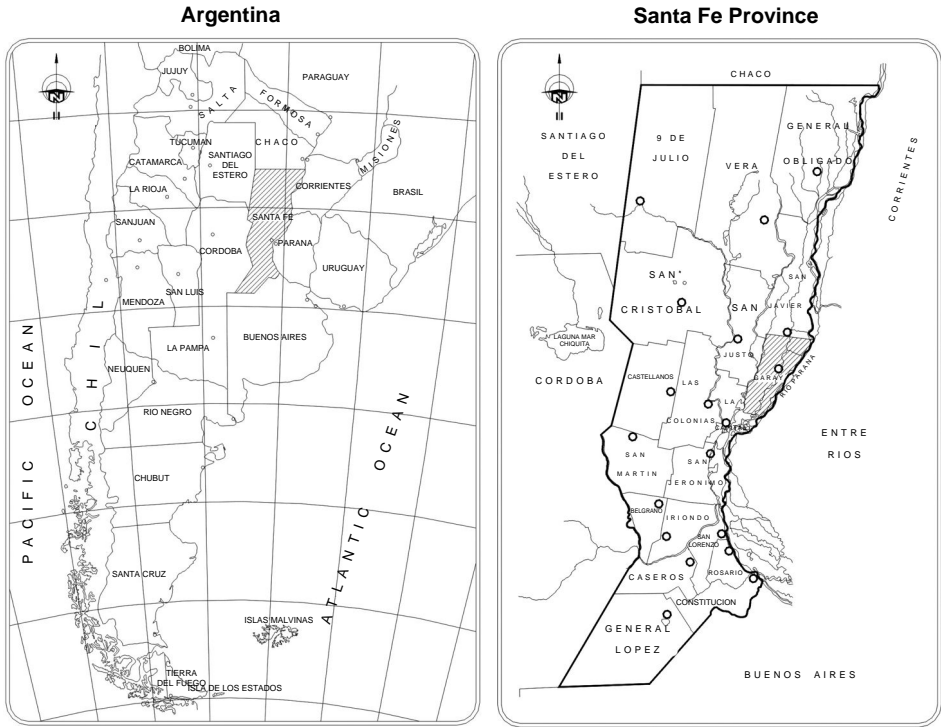 Argentina
Santa Fe Province
BOLIMA
JUJUY
PARAGUAY
SALTA
FORMOSA
TUCUMAN
CHACO
MISIONES
SANTIAGO
DEL
ESTERO
CATAMARCA
LA RIOJA
CORRIENTES
BRASIL
SANJUAN
SANTA FE
CORDOBA
PARANA
URUGUAY
SAN LUIS
MENDOZA
LA PAMPA
BUENOS AIRES
NEUQUEN
RIO NEGRO
CHUBUT
SANTA CRUZ
ISLAS MALVINAS
TIERRA
DEL FUEGO
ISLA DE LOS ESTADOS
PACIFIC OCEAN
CHIL
ATLANTIC OCEAN
CHACO
SANTIAGO
DEL
ESTERO
9 DE
JULIO
VERA
GENERAL
OBLIGADO
CORRIENTES
SAN
CRISTOBAL
SAN
JUSTO
SAN
JAVIER
LAGUNA MAR
CHIQUITA
GARAY
RIO PARANA
CORDOBA
CASTELLANOS
LAS
COLONIAS
LA
CAPITAL
ENTRE
RIOS
SAN
MARTIN
SAN
JERONIMO
BELGRANO
IRIONDO
SAN
LORENZO
CASEROS
ROSARIO
CONSTITUCION
GENERAL
LOPEZ
BUENOS AIRES